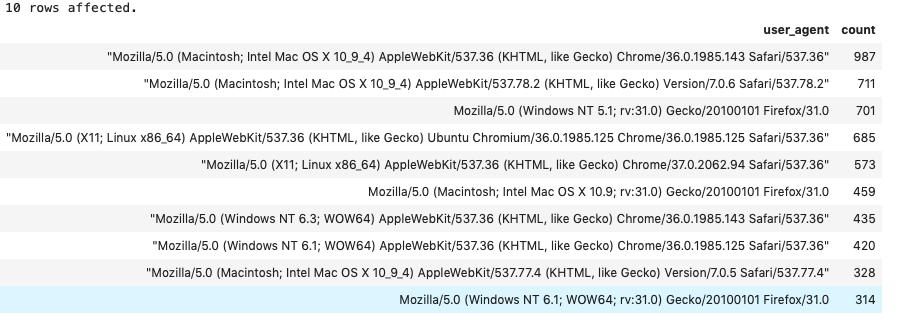 10 rows affected.
user_agent count
"Mozilla/5.0 (Macintosh; Intel Mac OS X 10_9_4) AppleWebKit/537.36 (KHTML, like Gecko) Chrome/36.0.1985.143 Safari/537.36" 987
"Mozilla/5.0 (Macintosh; Intel Mac OS X 10_9_4) AppleWebKit/537.78.2 (KHTML, like Gecko) Version/7.0.6 Safari/537.78.2" 711
Mozilla/5.0 (Windows NT 5.1; rv:31.0) Gecko/20100101 Firefox/31.0 701
"Mozilla/5.0 (X11; Linux x86_64) AppleWebKit/537.36 (KHTML, like Gecko) Ubuntu Chromium/36.0.1985.125 Chrome/36.0.1985.125 Safari/537.36" 685
"Mozilla/5.0 (X11; Linux x86_64) AppleWebKit/537.36 (KHTML, like Gecko) Chrome/37.0.2062.94 Safari/537.36" 573
Mozilla/5.0 (Macintosh; Intel Mac OS X 10.9; rv:31.0) Gecko/20100101 Firefox/31.0 459
"Mozilla/5.0 (Windows NT 6.3; WOW64) AppleWebKit/537.36 (KHTML, like Gecko) Chrome/36.0.1985.143 Safari/537.36" 435
"Mozilla/5.0 (Windows NT 6.1; WOW64) AppleWebKit/537.36 (KHTML, like Gecko) Chrome/36.0.1985.125 Safari/537.36" 420
"Mozilla/5.0 (Macintosh; Intel Mac OS X 10_9_4) AppleWebKit/537.77.4 (KHTML, like Gecko) Version/7.0.5 Safari/537.77.4" 328
Mozilla/5.0 (Windows NT 6.1; WOW64; rv:31.0) Gecko/20100101 Firefox/31.0 314